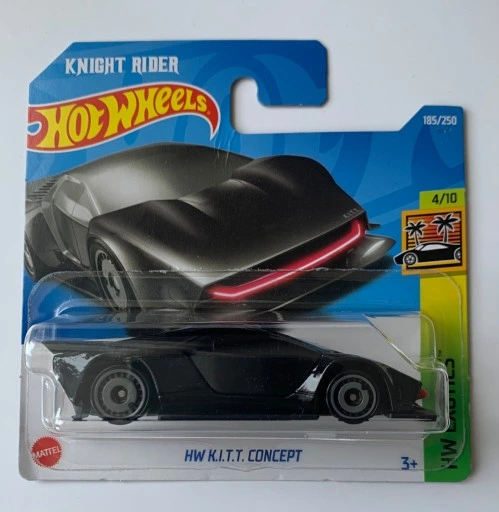 KNIGHT RIDER
HOT WHEELS
185/250
4/10
K.I.T.T.
HW EXOTICS
MATTEL
HW K.I.T.T. CONCEPT
3+